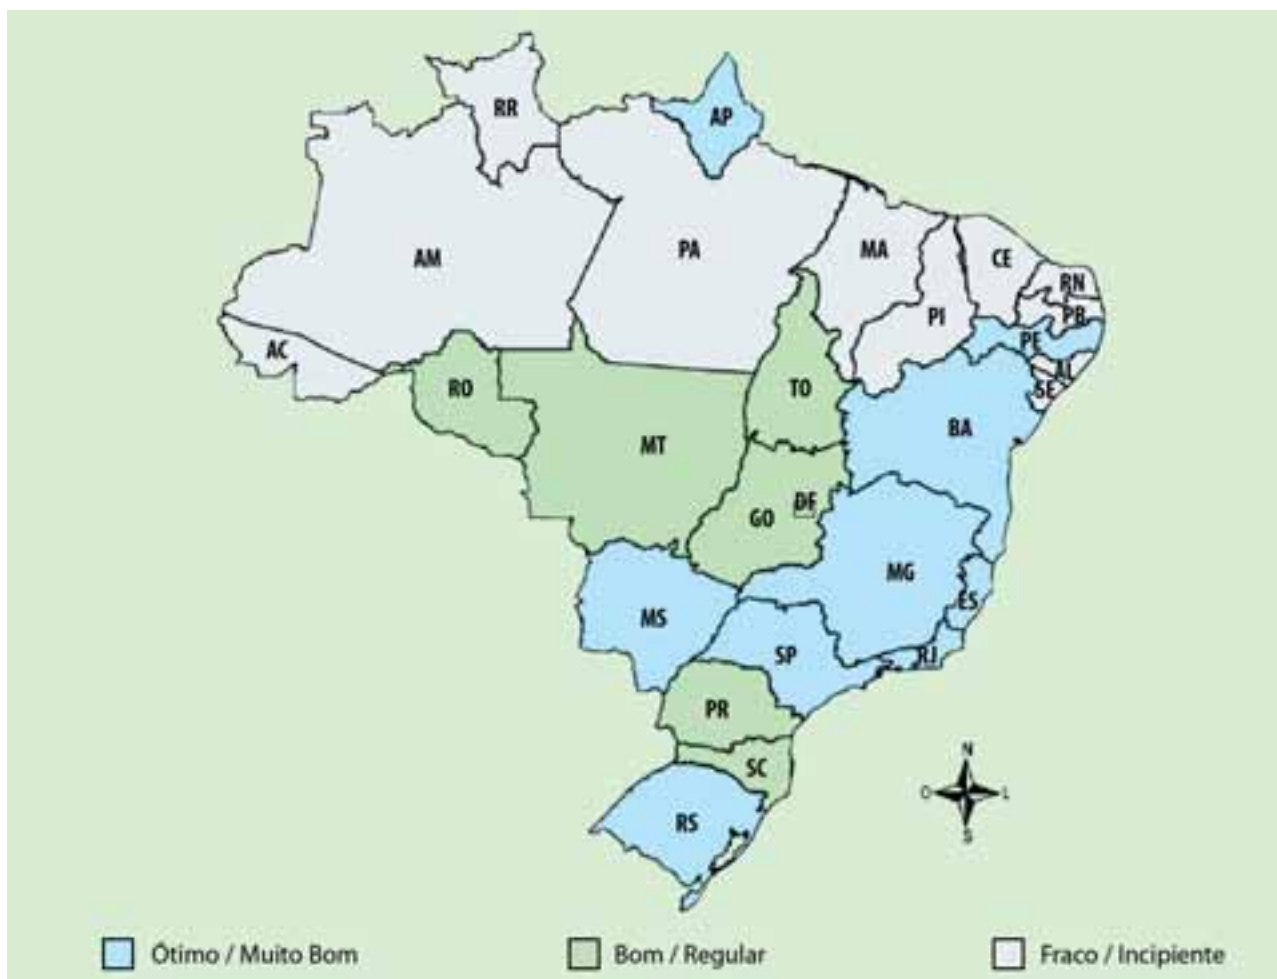 RR
AP
AM
PA
MA
CE
RN
PI
PB
PE
AC
AL
SE
RO
TO
BA
MT
DF
GO
MG
ES
MS
SP
RJ
PR
SC
RS
N
O L
S
Ótimo / Muito Bom Bom / Regular Fraco / Incipiente